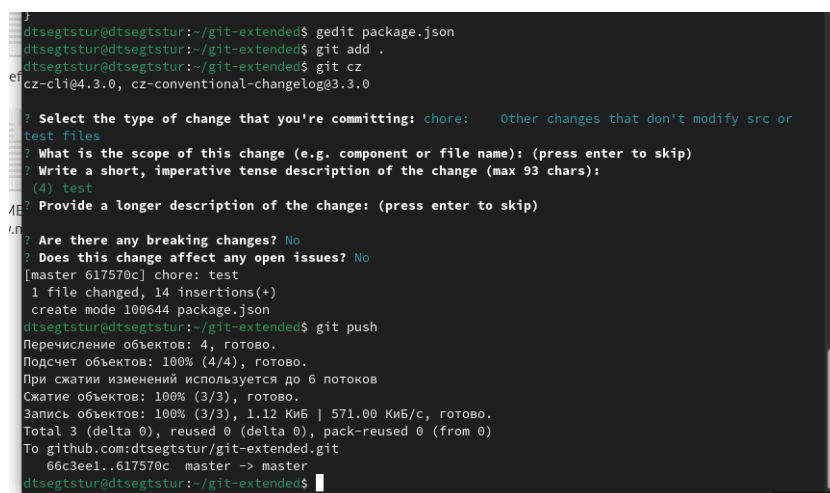 }
dtsegtstur@dtsegtstur:~/git-extended$ gedit package.json
dtsegtstur@dtsegtstur:~/git-extended$ git add .
dtsegtstur@dtsegtstur:~/git-extended$ git cz
cz-cli@4.3.0, cz-conventional-changelog@3.3.0
? Select the type of change that you're committing: chore:    Other changes that don't modify src or
test files
? What is the scope of this change (e.g. component or file name): (press enter to skip)
? Write a short, imperative tense description of the change (max 93 chars):
 (4) test
? Provide a longer description of the change: (press enter to skip)
? Are there any breaking changes? No
? Does this change affect any open issues? No
[master 617570c] chore: test
 1 file changed, 14 insertions(+)
 create mode 100644 package.json
dtsegtstur@dtsegtstur:~/git-extended$ git push
Перечисление объектов: 4, готово.
Подсчет объектов: 100% (4/4), готово.
При сжатии изменений используется до 6 потоков
Сжатие объектов: 100% (3/3), готово.
Запись объектов: 100% (3/3), 1.12 КиБ | 571.00 КиБ/с, готово.
Total 3 (delta 0), reused 0 (delta 0), pack-reused 0 (from 0)
To github.com:dtsegtstur/git-extended.git
   66c3ee1..617570c  master -> master
dtsegtstur@dtsegtstur:~/git-extended$